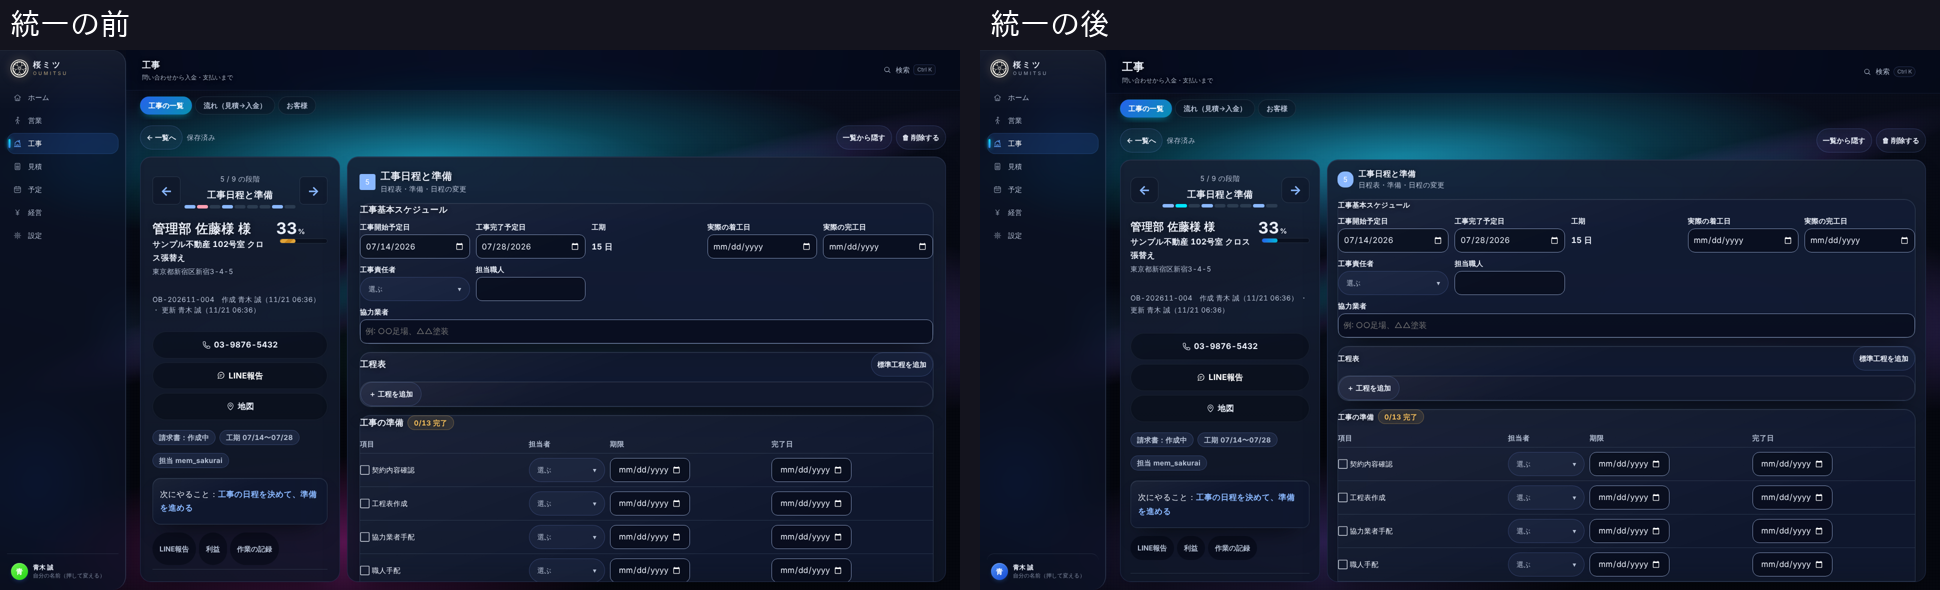 統一の前
桜ミツ
OUMITSU
ホーム
営業
工事
見積
予定
経営
設定
青木 誠
自分の名前（押して変える）
工事
問い合わせから入金・支払いまで
検索 Ctrl K
工事の一覧 流れ（見積→入金） お客様
← 一覧へ 保存済み
一覧から隠す 削除する
5 / 9 の段階
← 工事日程と準備 →
管理部 佐藤様 様 33%
サンプル不動産 102号室 クロ
ス張替え
東京都新宿区新宿3-4-5
OB-202611-004 作成 青木 誠（11/21 06:36）
・ 更新 青木 誠（11/21 06:36）
03-9876-5432
LINE報告
地図
請求書：作成中 工期 07/14〜07/28
担当 mem_sakurai
次にやること：工事の日程を決めて、準備
を進める
LINE報告 利益 作業の記録
5 工事日程と準備
日程表・準備・日程の変更
工事基本スケジュール
工事開始予定日 工事完了予定日 工期 実際の着工日 実際の完工日
07/14/2026 07/28/2026 15 日 mm/dd/yyyy mm/dd/yyyy
工事責任者 担当職人
選ぶ
協力業者
例: 〇〇足場、△△塗装
工程表 標準工程を追加
+ 工程を追加
工事の準備 0/13 完了
項目 担当者 期限 完了日
契約内容確認 選ぶ mm/dd/yyyy mm/dd/yyyy
工程表作成 選ぶ mm/dd/yyyy mm/dd/yyyy
協力業者手配 選ぶ mm/dd/yyyy mm/dd/yyyy
職人手配 選ぶ mm/dd/yyyy mm/dd/yyyy
統一の後
桜ミツ
OUMITSU
ホーム
営業
工事
見積
予定
経営
設定
青 青木 誠
自分の名前（押して変える）
工事
問い合わせから入金・支払いまで
検索 Ctrl K
工事の一覧 流れ（見積→入金） お客様
← 一覧へ 保存済み
一覧から隠す 削除する
5 / 9 の段階
← 工事日程と準備 →
管理部 佐藤様 様 33%
サンプル不動産 102号室 クロス
張替え
東京都新宿区新宿3-4-5
OB-202611-004 作成 青木 誠（11/21 06:36） ・
更新 青木 誠（11/21 06:36）
03-9876-5432
LINE報告
地図
請求書：作成中 工期 07/14〜07/28
担当 mem_sakurai
次にやること：工事の日程を決めて、準備
を進める
LINE報告 利益 作業の記録
5 工事日程と準備
日程表・準備・日程の変更
工事基本スケジュール
工事開始予定日 工事完了予定日 工期 実際の着工日 実際の完工日
07/14/2026 07/28/2026 15 日 mm/dd/yyyy mm/dd/yyyy
工事責任者 担当職人
選ぶ
協力業者
例: 〇〇足場、△△塗装
工程表 標準工程を追加
+ 工程を追加
工事の準備 0/13 完了
項目 担当者 期限 完了日
契約内容確認 選ぶ mm/dd/yyyy mm/dd/yyyy
工程表作成 選ぶ mm/dd/yyyy mm/dd/yyyy
協力業者手配 選ぶ mm/dd/yyyy mm/dd/yyyy
職人手配 選ぶ mm/dd/yyyy mm/dd/yyyy